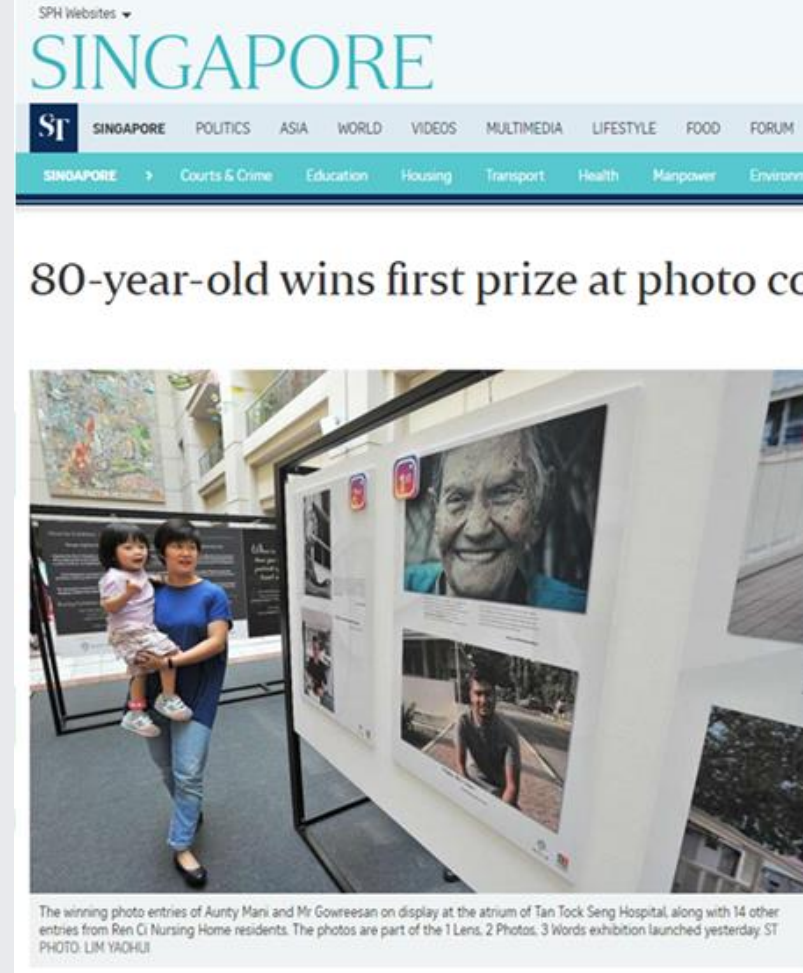 SPH Websites
SINGAPORE
ST SINGAPORE POLITICS ASIA WORLD VIDEOS MULTIMEDIA LIFESTYLE FOOD FORUM
SINGAPORE > Courts & Crime Education Housing Transport Health Manpower
80-year-old wins first prize at photo
1st
The winning photo entries of Aunty Mani and Mr Gowreesan on display at the atrium of Tan Tock Seng Hospital, along with 14 other
entries from Ren Ci Nursing Home residents. The photos are part of the 1 Lens, 2 Photos, 3 Words exhibition launched yesterday. ST
PHOTO: LIM YAOHUI